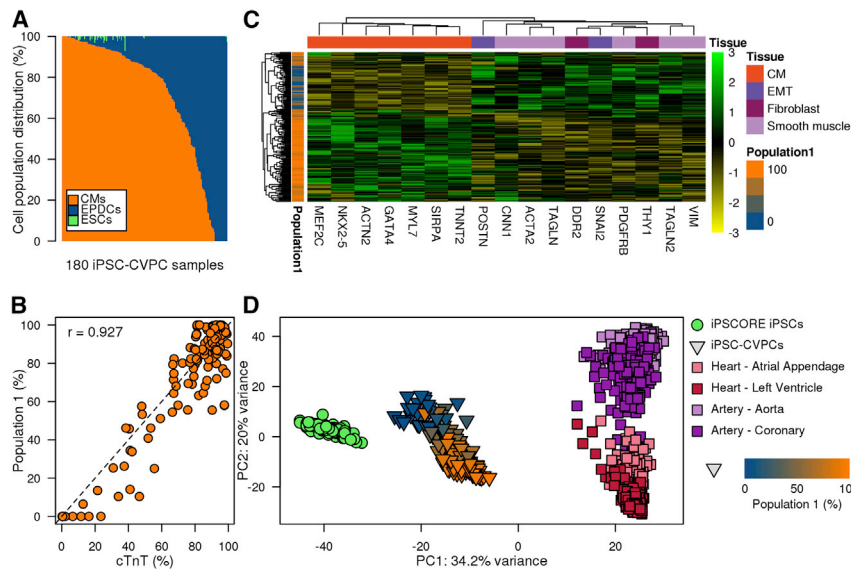 A
Cell population distribution (%)
100
80
60
40
20
0
CMs
EPDCs
ESCs
180 iPSC-CVPC samples
C
Tissue
3
2
1
0
-1
-2
-3
Tissue
CM
EMT
Fibroblast
Smooth muscle
Population1
100
0
Population1
MEF2C
NKX2-5
ACTN2
GATA4
MYL7
SIRPA
TNNT2
POSTN
CNN1
ACTA2
TAGLN
DDR2
SNAI2
PDGFRB
THY1
TAGLN2
VIM
B
r = 0.927
Population 1 (%)
100
80
60
40
20
0
0 20 40 60 80 100
cTnT (%)
D
PC2: 20% variance
40
20
0
-20
-40 -20 0 20
PC1: 34.2% variance
iPSCORE iPSCs
iPSC-CVPCs
Heart - Atrial Appendage
Heart - Left Ventricle
Artery - Aorta
Artery - Coronary
0 50 100
Population 1 (%)